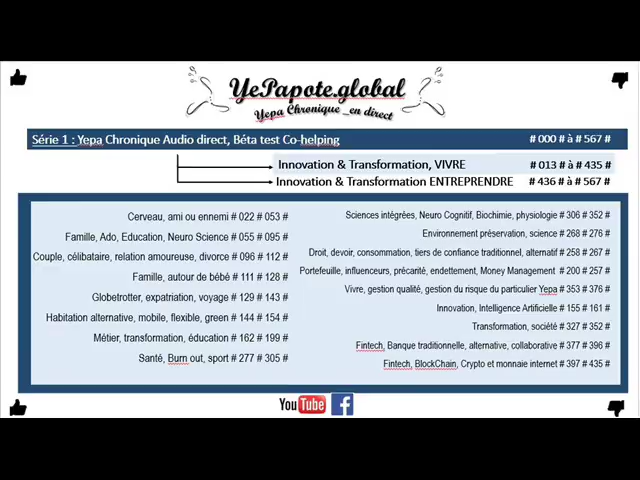 YePapote.global
Yepa Chronique _en direct
Série 1 : Yepa Chronique Audio direct, Béta test Co-helping # 000 # à # 567 #
Innovation & Transformation, VIVRE # 013 # à # 435 #
Innovation & Transformation ENTREPRENDRE # 436 # à # 567 #
Cerveau, ami ou ennemi # 022 # 053 #
Famille, Ado, Education, Neuro Science # 055 # 095 #
Couple, célibataire, relation amoureuse, divorce # 096 # 112 #
Famille, autour de bébé # 111 # 128 #
Globetrotter, expatriation, voyage # 129 # 143 #
Habitation alternative, mobile, flexible, green # 144 # 154 #
Métier, transformation, éducation # 162 # 199 #
Santé, Burn out, sport # 277 # 305 #
Sciences intégrées, Neuro Cognitif, Biochimie, physiologie # 306 # 352 #
Environnement préservation, science # 268 # 276 #
Droit, devoir, consommation, tiers de confiance traditionnel, alternatif # 258 # 267 #
Portefeuille, influenceurs, précarité, endettement, Money Management # 200 # 257 #
Vivre, gestion qualité, gestion du risque du particulier Yepa # 353 # 376 #
Innovation, Intelligence Artificielle # 155 # 161 #
Transformation, société # 327 # 352 #
Fintech, Banque traditionnelle, alternative, collaborative # 377 # 396 #
Fintech, BlockChain, Crypto et monnaie internet # 397 # 435 #
YouTube f